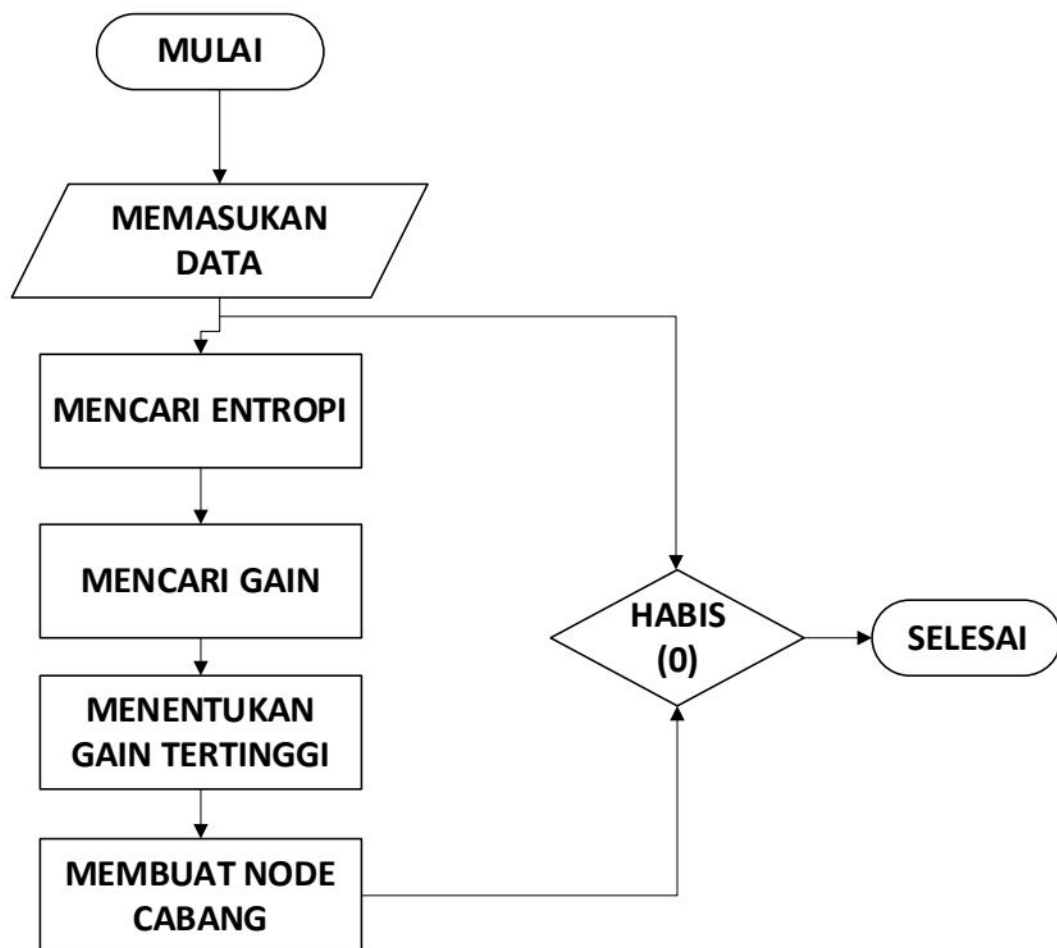 MULAI
MEMASUKAN
DATA
MENCARI ENTROPI
MENCARI GAIN
HABIS
(0)
SELESAI
MENENTUKAN
GAIN TERTINGGI
MEMBUAT NODE
CABANG